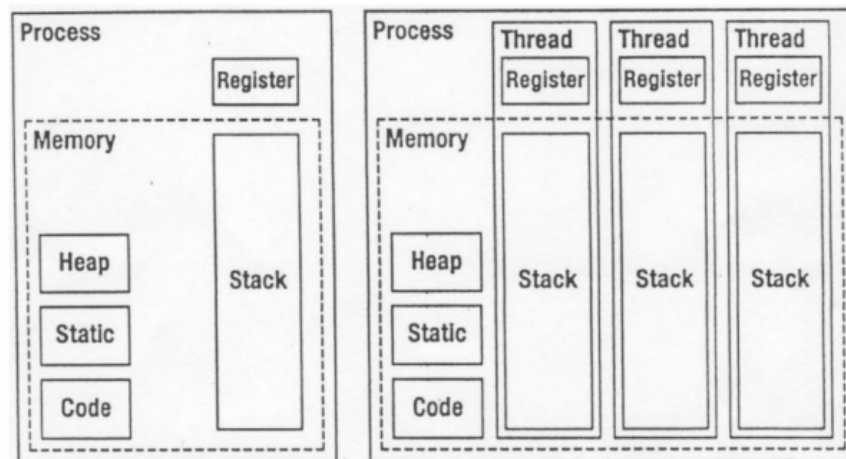 Process
Register
Memory
Heap
Stack
Static
Code
Process
Thread
Thread
Thread
Register
Register
Register
Memory
Heap
Stack
Stack
Stack
Static
Code